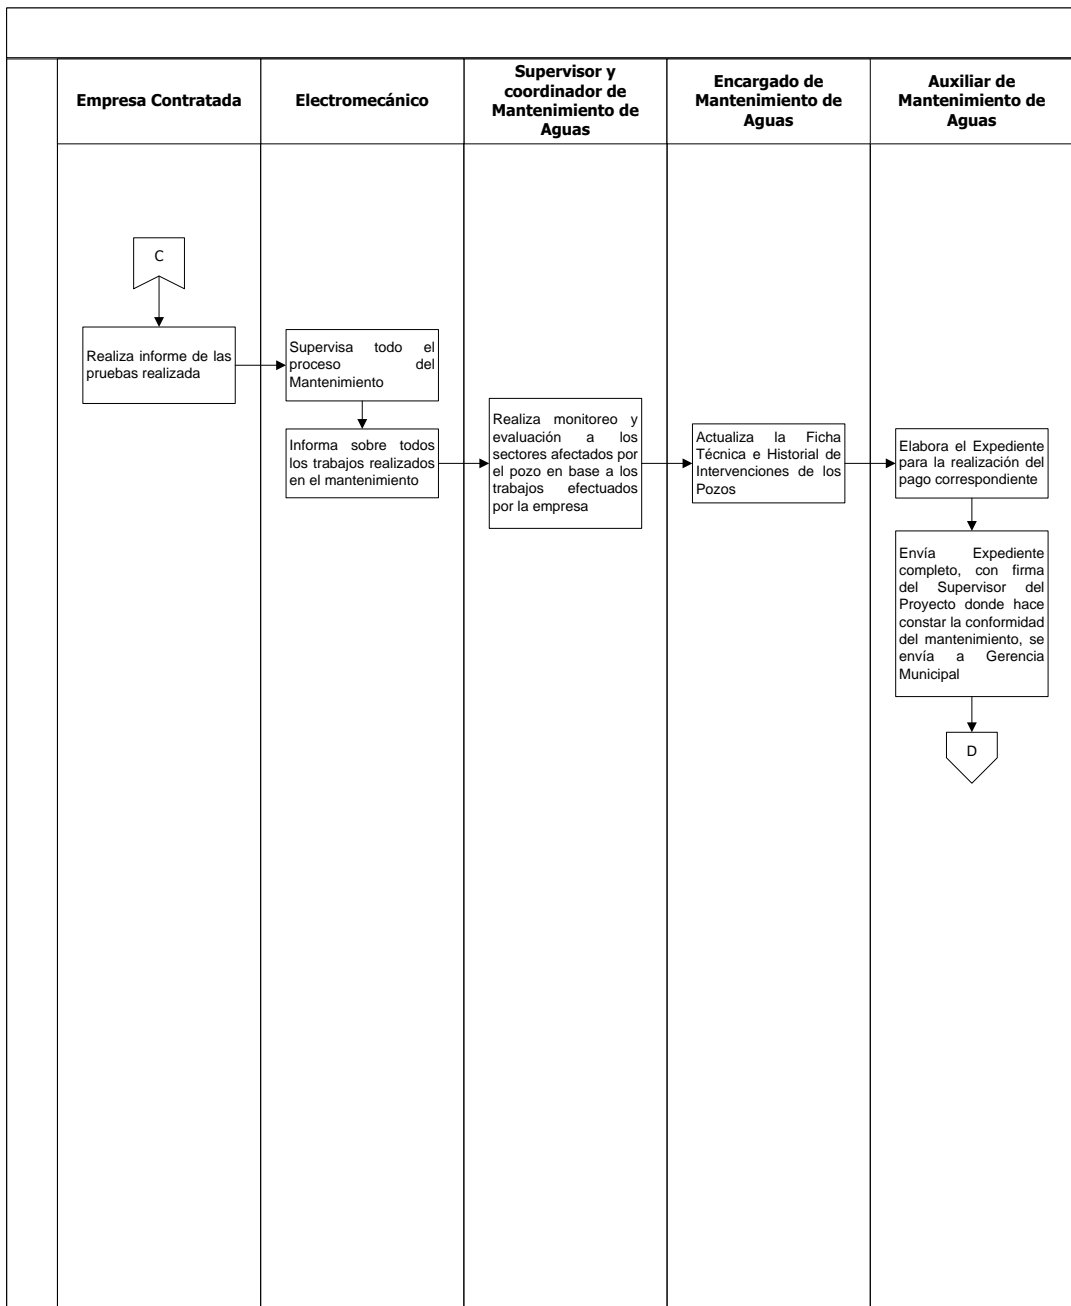 Empresa Contratada
Electromecánico
Supervisor y
coordinador de
Mantenimiento de
Aguas
Encargado de
Mantenimiento de
Aguas
Auxiliar de
Mantenimiento de
Aguas
C
Realiza informe de las
pruebas realizada
Supervisa todo el
proceso del
Mantenimiento
Informa sobre todos
los trabajos realizados
en el mantenimiento
Realiza monitoreo y
evaluación a los
sectores afectados por
el pozo en base a los
trabajos efectuados
por la empresa
Actualiza la Ficha
Técnica e Historial de
Intervenciones de los
Pozos
Elabora el Expediente
para la realización del
pago correspondiente
Envía Expediente
completo, con firma
del Supervisor del
Proyecto donde hace
constar la conformidad
del mantenimiento, se
envía a Gerencia
Municipal
D